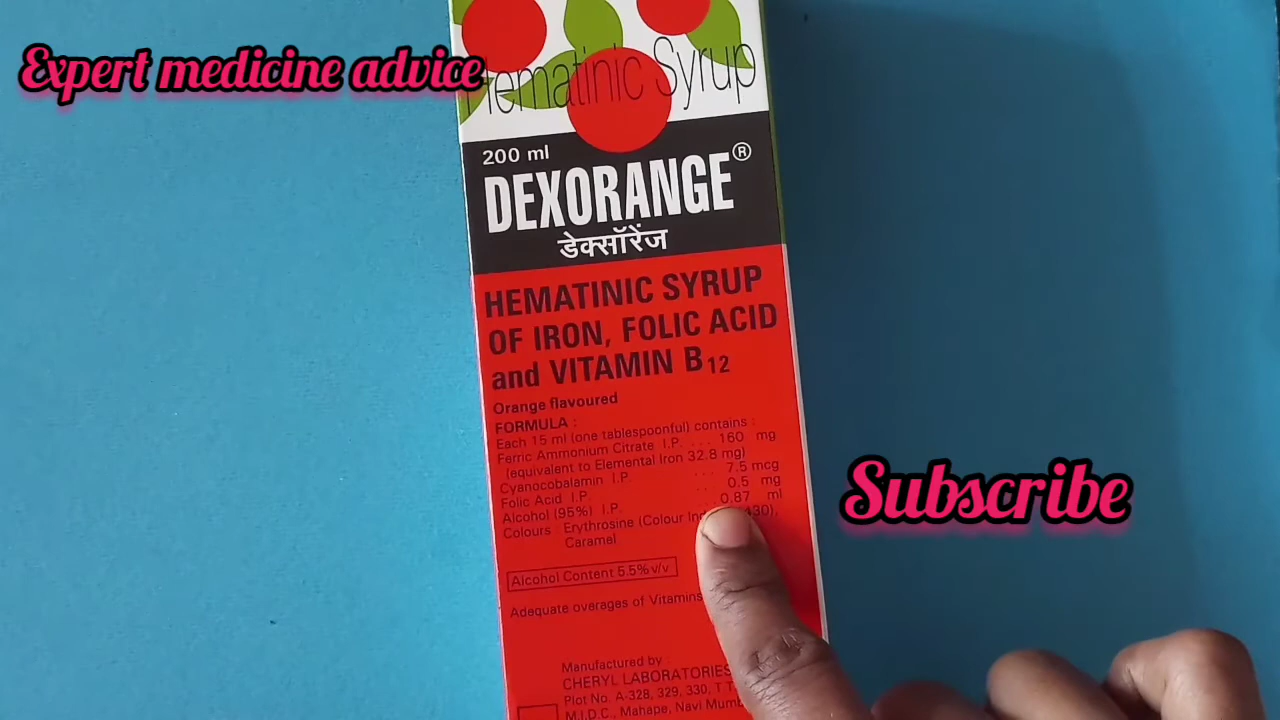 Expert medicine advice
Hematinic Syrup
200 ml
DEXORANGE®
डेक्सॉरेंज
HEMATINIC SYRUP
OF IRON, FOLIC ACID
and VITAMIN B12
Orange flavoured
FORMULA :
Each 15 ml (one tablespoonful) contains :
Ferric Ammonium Citrate I.P. ... 160 mg
(equivalent to Elemental Iron 32.8 mg)
Cyanocobalamin I.P. ... 7.5 mcg
Folic Acid I.P. .. 0.5 mg
Alcohol (95%) I.P. .. 0.87 ml
Colours : Erythrosine (Colour
Caramel
Alcohol Content 5.5% v/v
Adequate overages of Vitamins
Subscribe
Manufactured by :
CHERYL LABORATORIES
Plot No. A-328, 329, 330, T T
M.I.D.C., Mahape, Navi